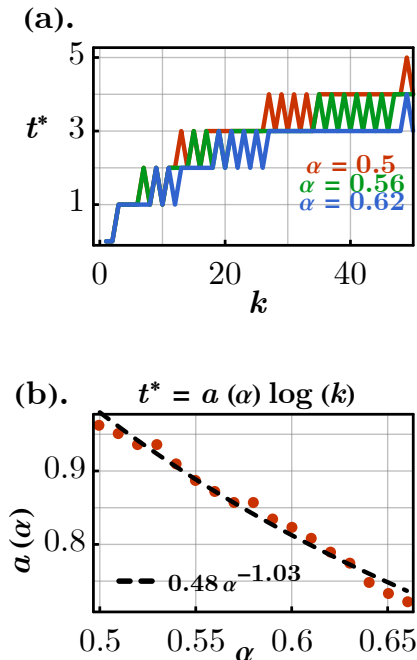 (a).
5
t*
3
1
α = 0.5
α = 0.56
α = 0.62
0 20 40
k
(b). t* = a (α) log (k)
0.9
a (α)
0.8
0.48 α^−1.03
0.5 0.55 0.6 0.65
α